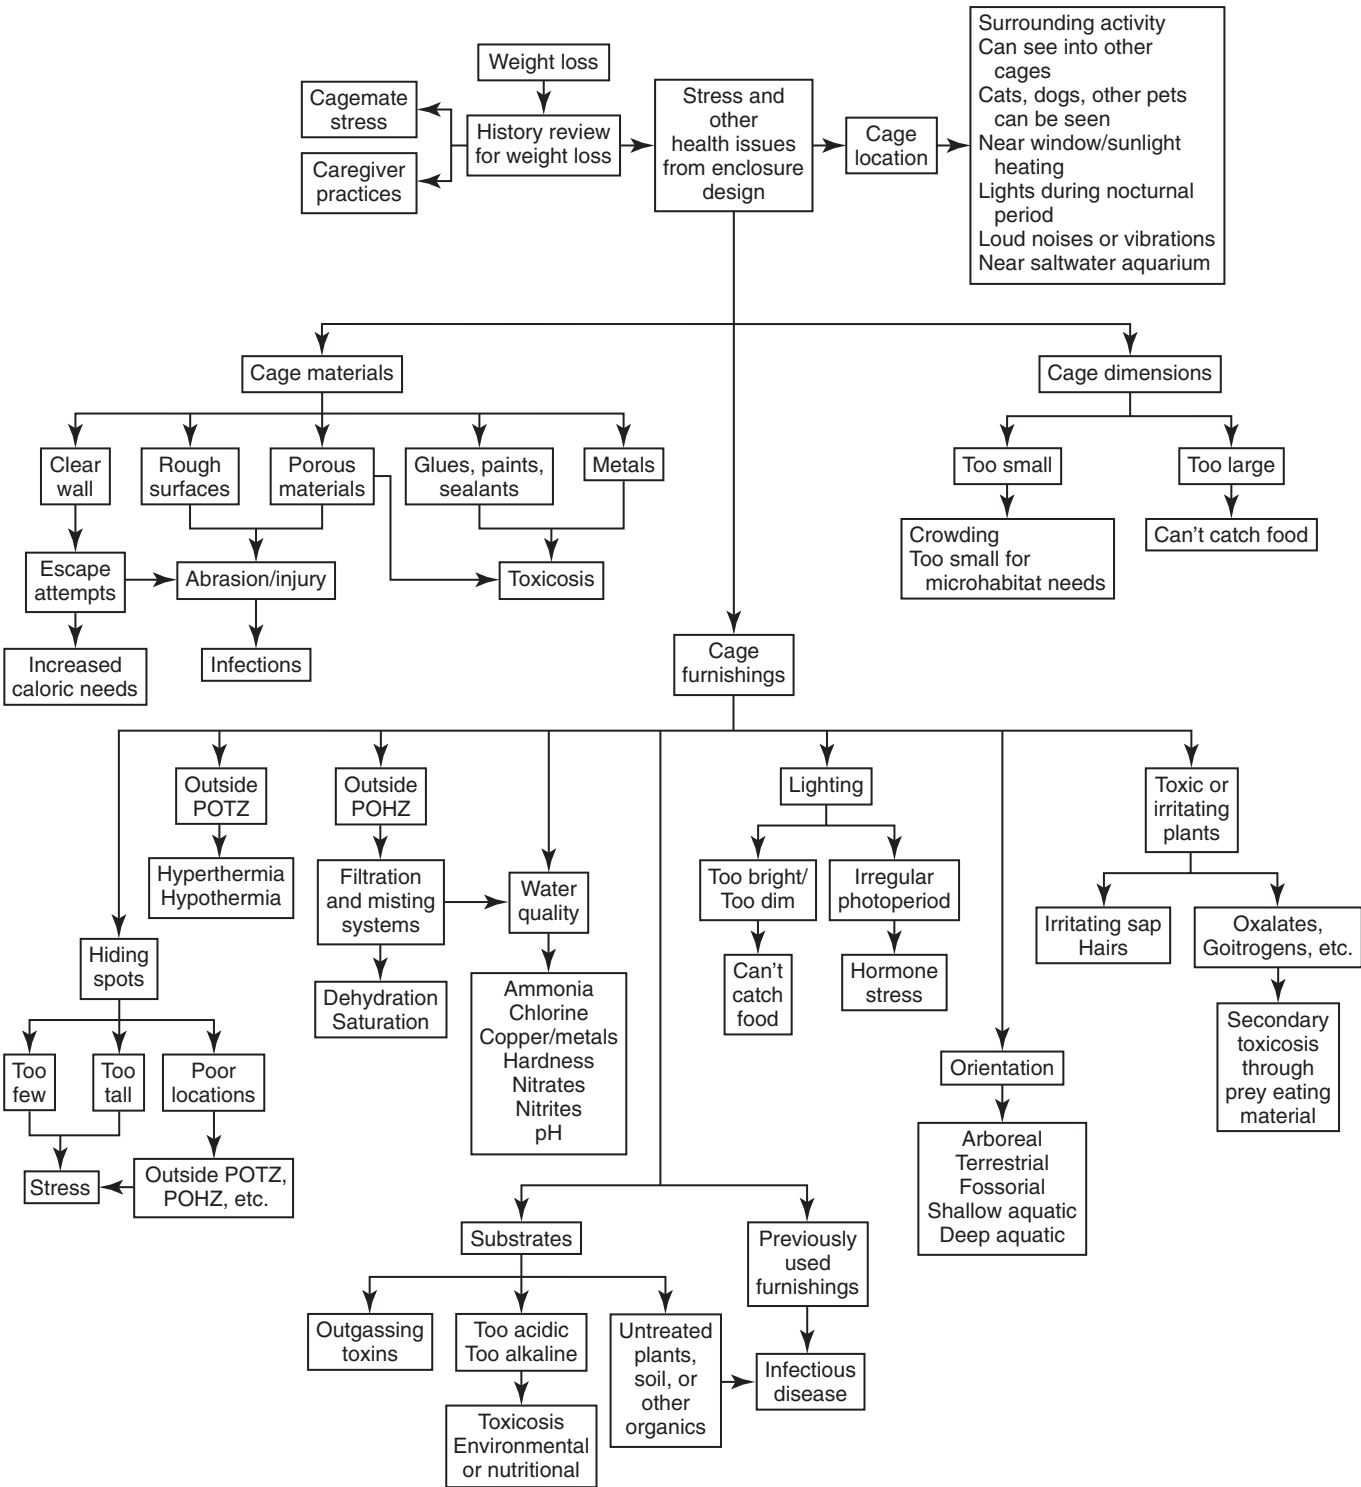 Weight loss
Cagemate
stress
Caregiver
practices
History review
for weight loss
Stress and
other
health issues
from enclosure
design
Cage
location
Surrounding activity
Can see into other
cages
Cats, dogs, other pets
can be seen
Near window/sunlight
heating
Lights during nocturnal
period
Loud noises or vibrations
Near saltwater aquarium
Cage materials
Cage dimensions
Clear
wall
Rough
surfaces
Porous
materials
Glues, paints,
sealants
Metals
Too small
Too large
Escape
attempts
Abrasion/injury
Toxicosis
Crowding
Too small for
microhabitat needs
Can't catch food
Increased
caloric needs
Infections
Cage
furnishings
Outside
POTZ
Outside
POHZ
Lighting
Toxic or
irritating
plants
Hyperthermia
Hypothermia
Filtration
and misting
systems
Water
quality
Too bright/
Too dim
Irregular
photoperiod
Irritating sap
Hairs
Oxalates,
Goitrogens, etc.
Hiding
spots
Dehydration
Saturation
Ammonia
Chlorine
Copper/metals
Hardness
Nitrates
Nitrites
pH
Can't
catch
food
Hormone
stress
Secondary
toxicosis
through
prey eating
material
Too
few
Too
tall
Poor
locations
Orientation
Stress
Outside POTZ,
POHZ, etc.
Arboreal
Terrestrial
Fossorial
Shallow aquatic
Deep aquatic
Substrates
Previously
used
furnishings
Outgassing
toxins
Too acidic
Too alkaline
Untreated
plants,
soil, or
other
organics
Infectious
disease
Toxicosis
Environmental
or nutritional